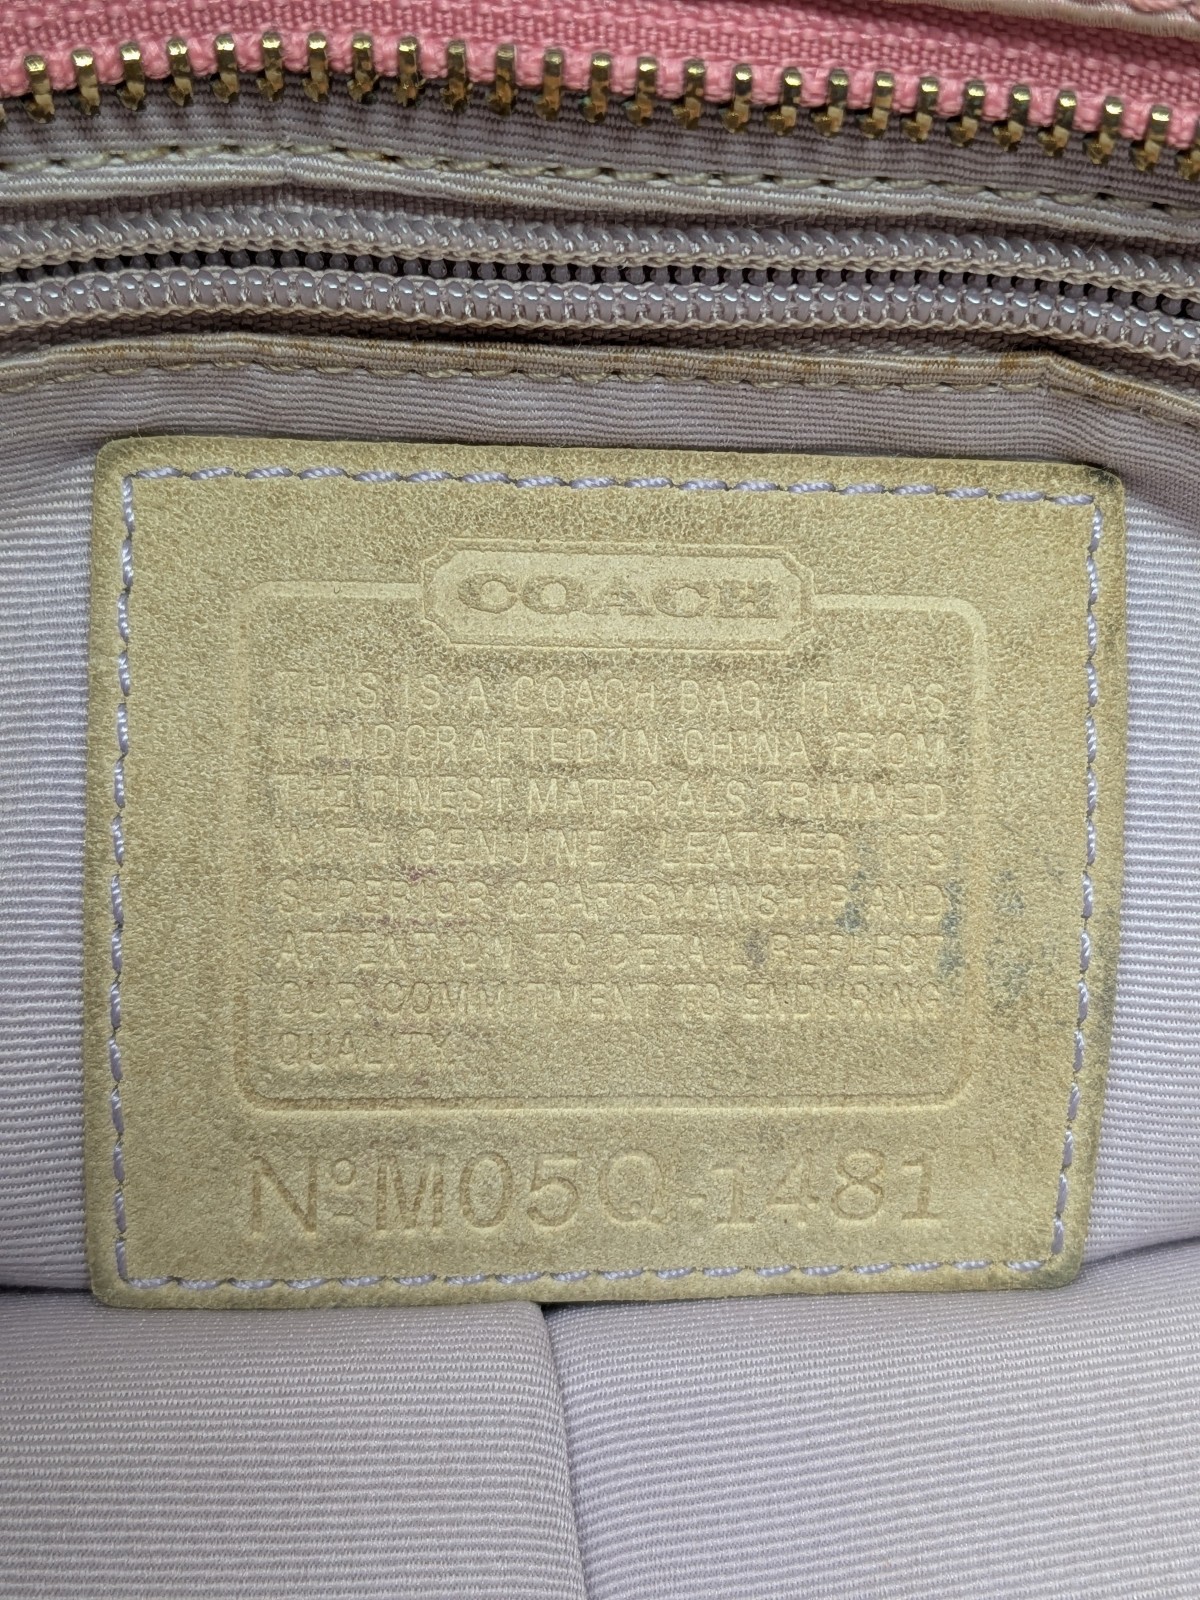 COACH
THIS IS A COACH BAG. IT WAS
HANDCRAFTED IN CHINA FROM
THE FINEST MATERIALS TRIMMED
WITH GENUINE LEATHER. ITS
SUPERIOR CRAFTSMANSHIP AND
ATTENTION TO DETAIL REFLECT
OUR COMMITMENT TO ENDURING
QUALITY.
Nº M05Q-1481